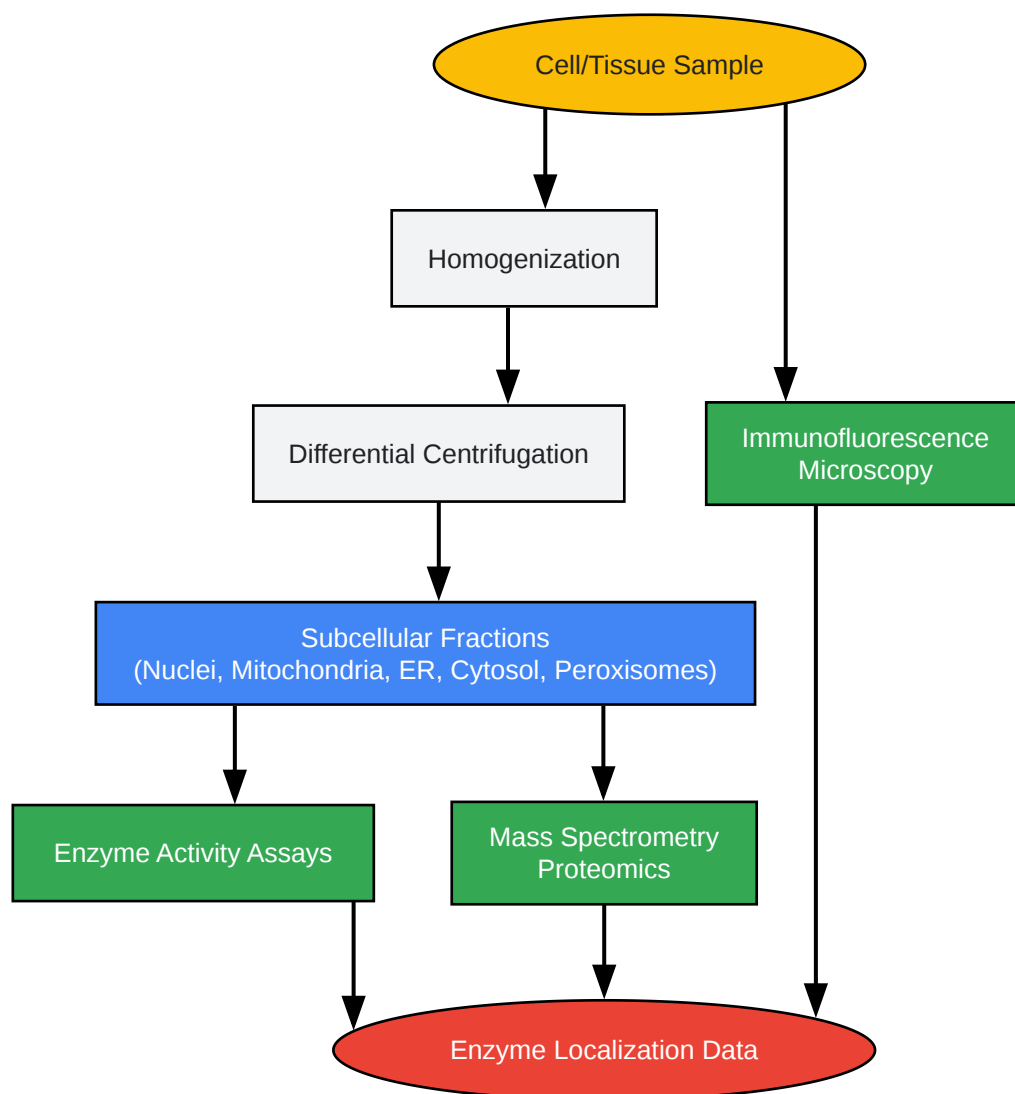 Cell/Tissue Sample
Homogenization
Differential Centrifugation
Immunofluorescence
Microscopy
Subcellular Fractions
(Nuclei, Mitochondria, ER, Cytosol, Peroxisomes)
Enzyme Activity Assays
Mass Spectrometry
Proteomics
Enzyme Localization Data